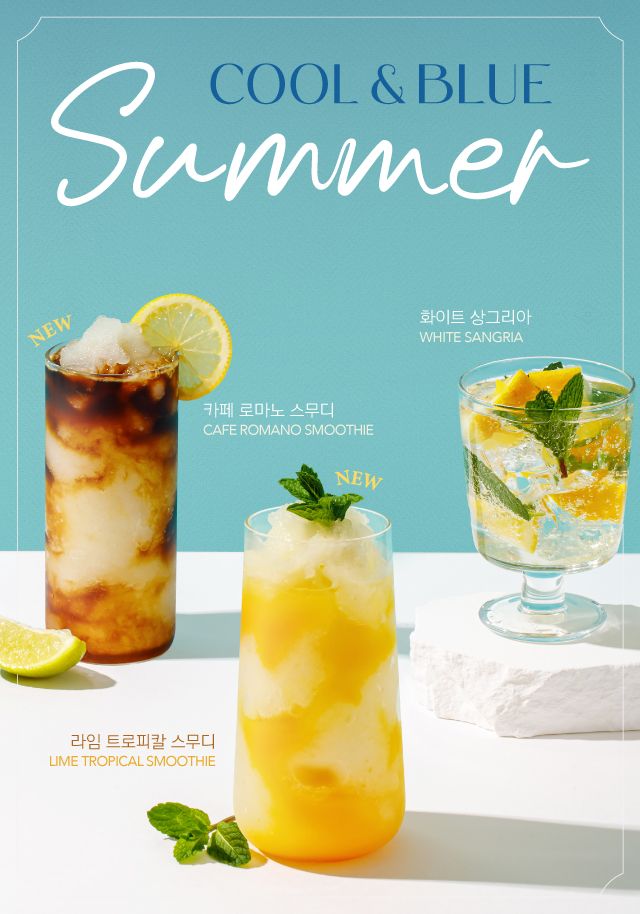 COOL & BLUE
Summer
NEW
화이트 상그리아
WHITE SANGRIA
카페 로마노 스무디
CAFE ROMANO SMOOTHIE
NEW
라임 트로피칼 스무디
LIME TROPICAL SMOOTHIE